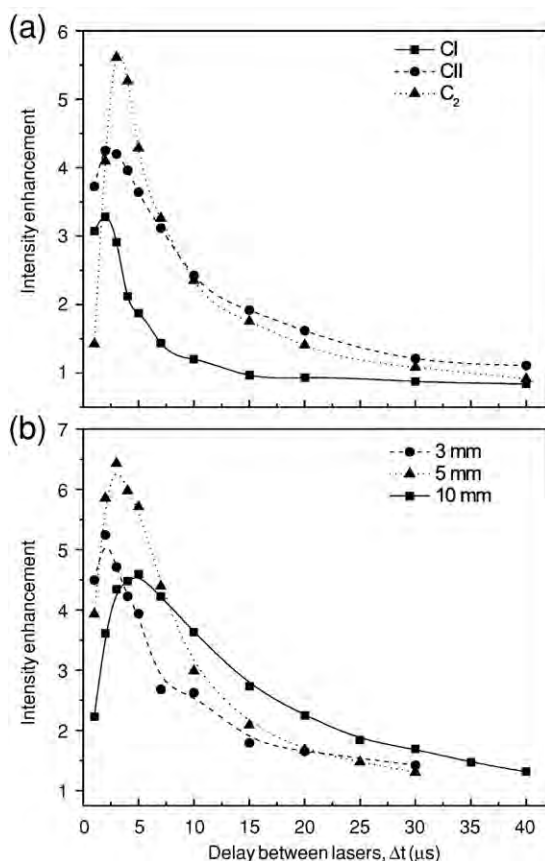 (a)
6
5
4
3
2
1
Intensity enhancement
CI
CII
C₂
(b)
7
6
5
4
3
2
1
Intensity enhancement
3 mm
5 mm
10 mm
0 5 10 15 20 25 30 35 40
Delay between lasers, Δt (μs)